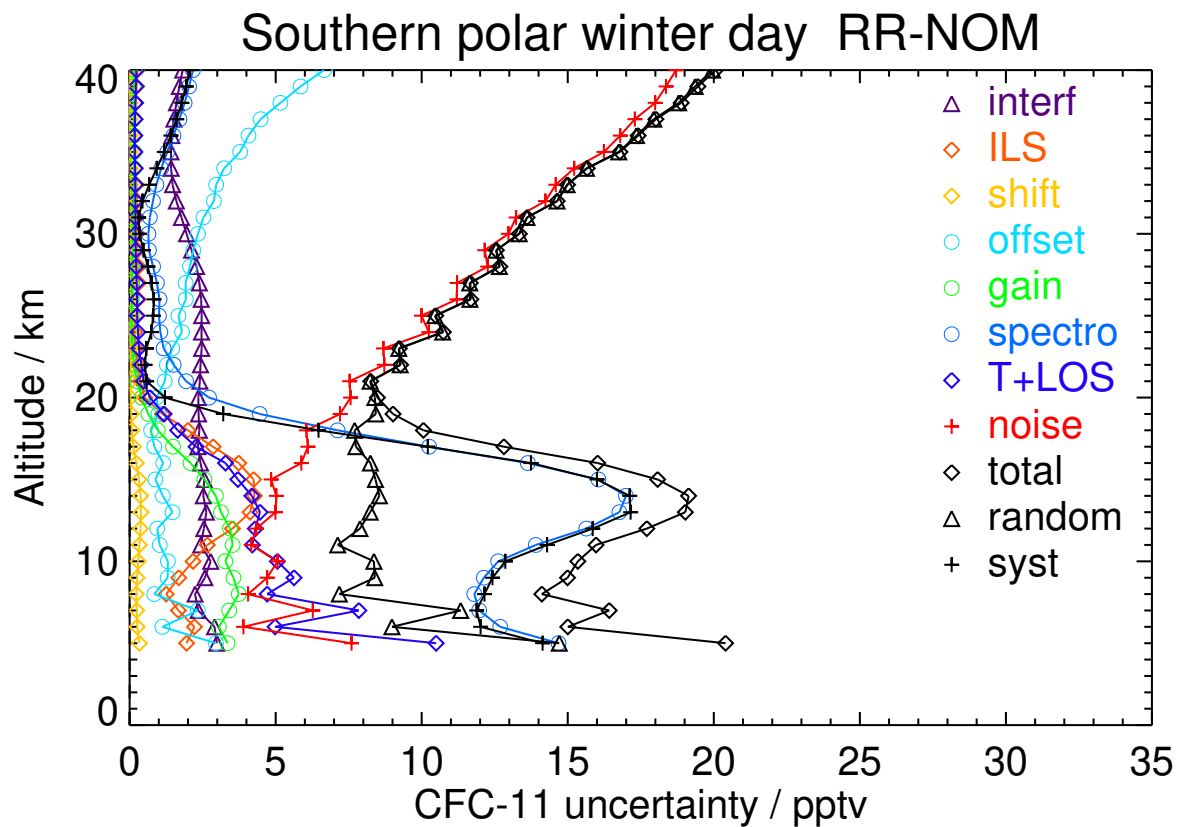 Southern polar winter day  RR-NOM
40
30
20
10
0
Altitude / km
interf
ILS
shift
offset
gain
spectro
T+LOS
noise
total
random
syst
0 5 10 15 20 25 30 35
CFC-11 uncertainty / pptv